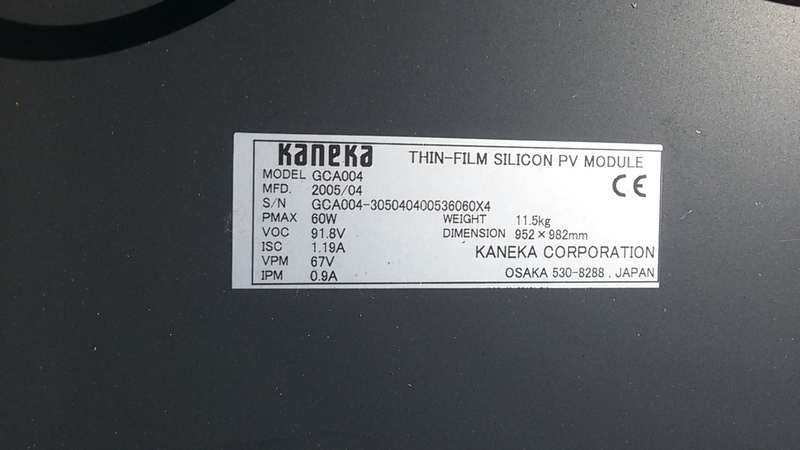 Kaneka THIN-FILM SILICON PV MODULE
MODEL GCA004
MFD. 2005/04
S/N GCA004-305040400536060X4
PMAX 60W WEIGHT 11.5kg
VOC 91.8V DIMENSION 952×982mm
ISC 1.19A
VPM 67V
IPM 0.9A
CE
KANEKA CORPORATION
OSAKA 530-8288 , JAPAN